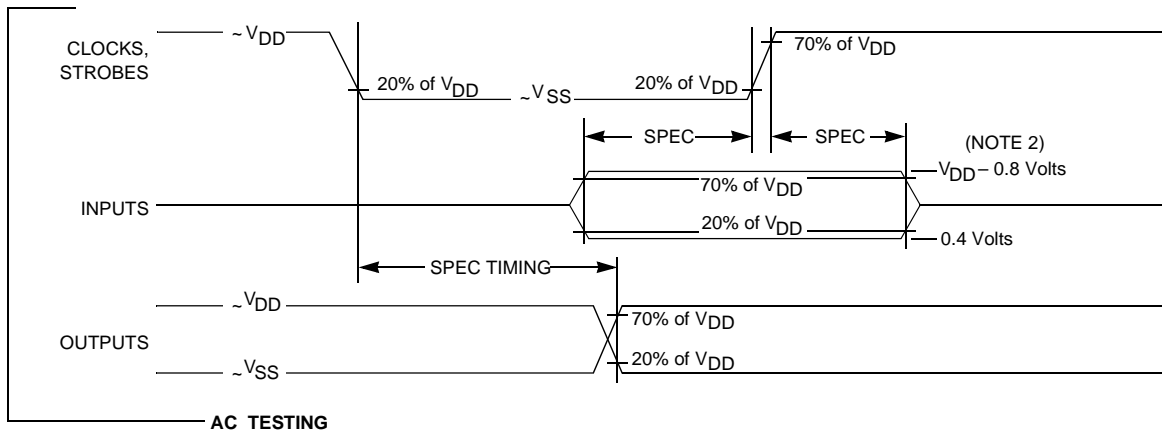 CLOCKS,
STROBES
~ VDD
20% of VDD
~ VSS
20% of VDD
70% of VDD
SPEC
SPEC
(NOTE 2)
VDD – 0.8 Volts
INPUTS
70% of VDD
20% of VDD
0.4 Volts
SPEC TIMING
OUTPUTS
~ VDD
70% of VDD
20% of VDD
~ VSS
AC TESTING